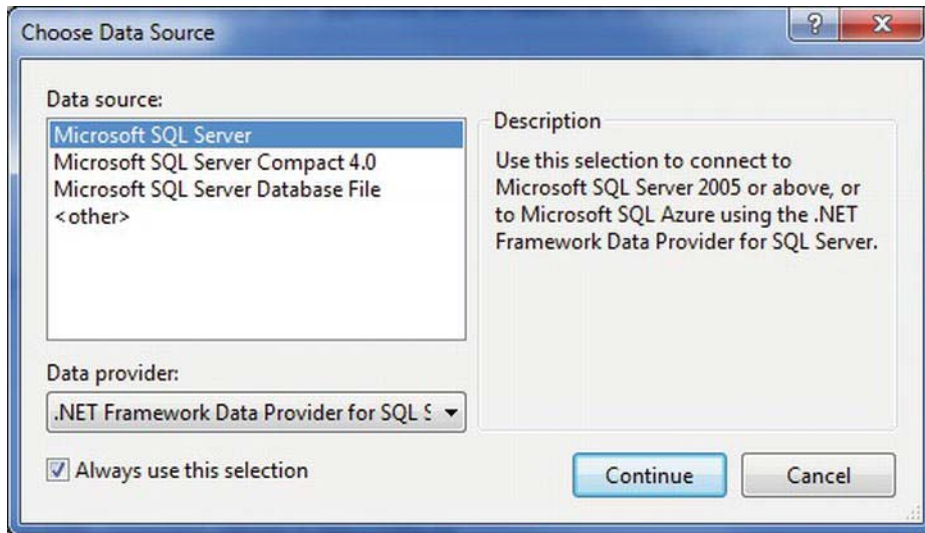 Choose Data Source
Data source:
Microsoft SQL Server
Microsoft SQL Server Compact 4.0
Microsoft SQL Server Database File
<other>
Description
Use this selection to connect to
Microsoft SQL Server 2005 or above, or
to Microsoft SQL Azure using the .NET
Framework Data Provider for SQL Server.
Data provider:
.NET Framework Data Provider for SQL S
Always use this selection
Continue
Cancel